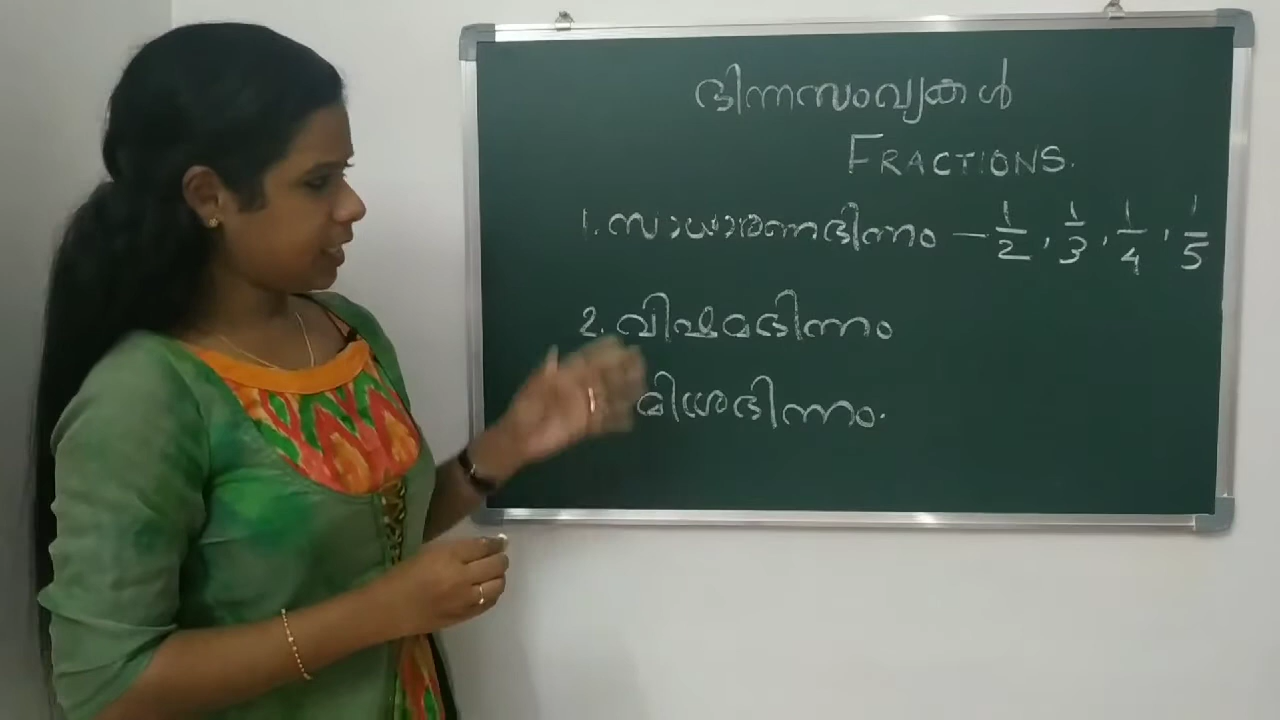 ഭിന്നസംഖ്യകൾ
FRACTIONS.
1. സാധാരണഭിന്നം — 1/2, 1/3, 1/4, 1/5
2. വിഷമഭിന്നം
മിശ്രഭിന്നം.